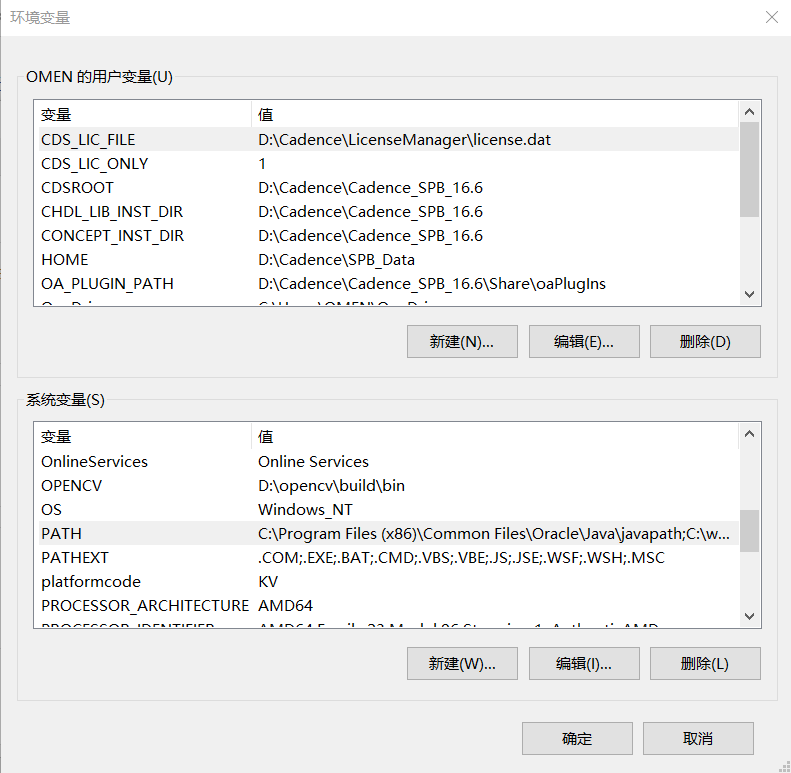 环境变量
OMEN 的用户变量(U)
变量 值
CDS_LIC_FILE D:\Cadence\LicenseManager\license.dat
CDS_LIC_ONLY 1
CDSROOT D:\Cadence\Cadence_SPB_16.6
CHDL_LIB_INST_DIR D:\Cadence\Cadence_SPB_16.6
CONCEPT_INST_DIR D:\Cadence\Cadence_SPB_16.6
HOME D:\Cadence\SPB_Data
OA_PLUGIN_PATH D:\Cadence\Cadence_SPB_16.6\Share\oaPlugIns
新建(N)... 编辑(E)... 删除(D)
系统变量(S)
变量 值
OnlineServices Online Services
OPENCV D:\opencv\build\bin
OS Windows_NT
PATH C:\Program Files (x86)\Common Files\Oracle\Java\javapath;C:\w...
PATHEXT .COM;.EXE;.BAT;.CMD;.VBS;.VBE;.JS;.JSE;.WSF;.WSH;.MSC
platformcode KV
PROCESSOR_ARCHITECTURE AMD64
新建(W)... 编辑(I)... 删除(L)
确定 取消